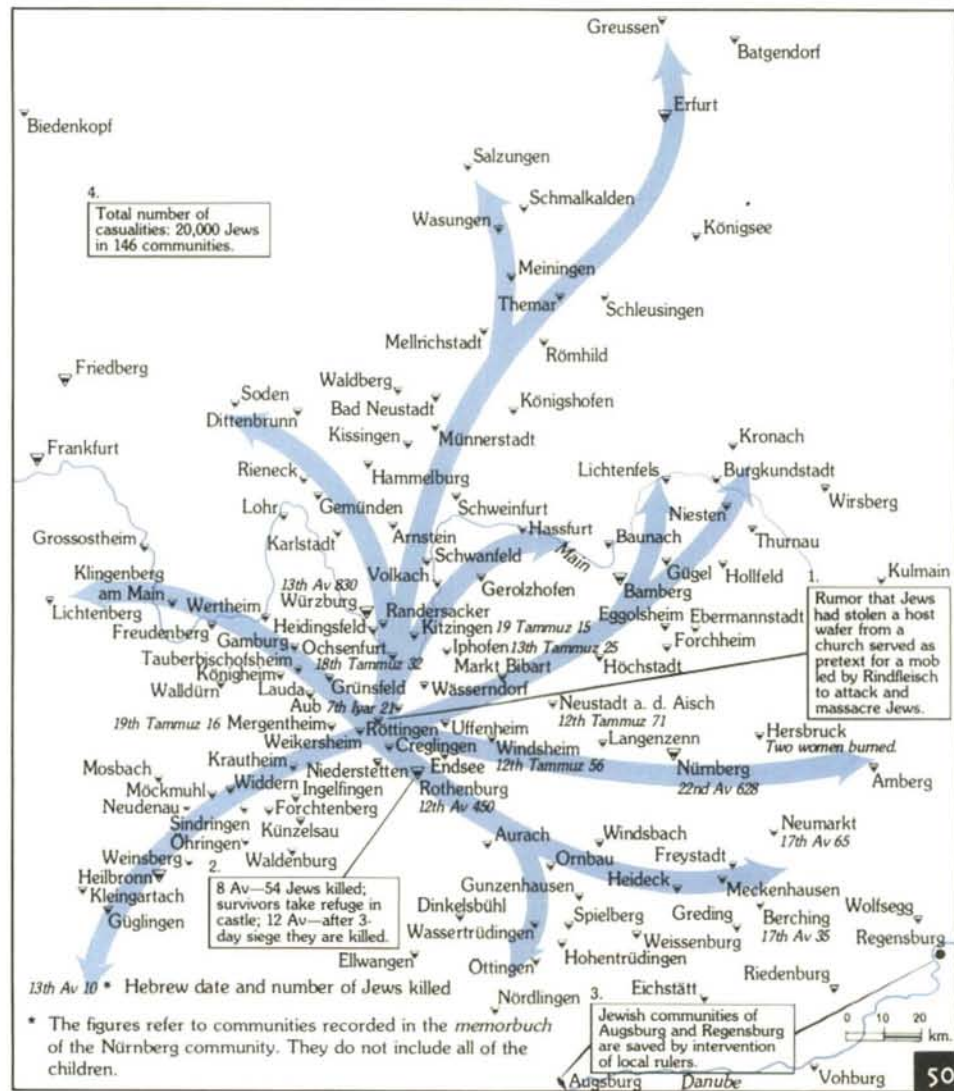 Greussen
Batgendorf
Erfurt
Biedenkopf
Salzungen
4.
Total number of
casualities: 20,000 Jews
in 146 communities.
Schmalkalden
Wasungen
Königsee
Meiningen
Themar
Schleusingen
Mellrichstadt
Römhild
Friedberg
Waldberg
Soden
Dittenbrunn
Bad Neustadt
Königshofen
Kissingen
Münnerstadt
Kronach
Frankfurt
Rieneck
Hammelburg
Lichtenfels
Burgkundstadt
Wirsberg
Lohr
Gemünden
Schweinfurt
Niesten
Grossostheim
Karlstadt
Arnstein
Hassfurt
Main
Baunach
Thurnau
Schwanfeld
Klingenberg
am Main
13th Av 830
Würzburg
Volkach
Gerolzhofen
Gügel
Hollfeld
Bamberg
Kulmain
1.
Rumor that Jews
had stolen a host
wafer from a
church served as
pretext for a mob
led by Rindfleisch
to attack and
massacre Jews.
Lichtenberg
Wertheim
Randersacker
Freudenberg
Heidingsfeld
Kitzingen 19 Tammuz 15
Eggolsheim
Ebermannstadt
Gamburg
Ochsenfurt
18th Tammuz 32
Iphofen 13th Tammuz 25
Forchheim
Tauberbischofsheim
Markt Bibart
Höchstadt
Königheim
Grünsfeld
Walldürn
Lauda
Wässerndorf
Aub 7th Iyar 21
Neustadt a. d. Aisch
12th Tammuz 71
19th Tammuz 16 Mergentheim
Röttingen
Uffenheim
Hersbruck
Two women burned.
Weikersheim
Creglingen
Windsheim
12th Tammuz 56
Langenzenn
Krautheim
Endsee
Nürnberg
22nd Av 628
Amberg
Mosbach
Niederstetten
Rothenburg
12th Av 450
Möckmuhl
Widdern
Ingelfingen
Neudenau
Forchtenberg
Sindringen
Künzelsau
Neumarkt
17th Av 65
Öhringen
Aurach
Windsbach
Weinsberg
Waldenburg
Ornbau
Freystadt
Heilbronn
2.
8 Av—54 Jews killed;
survivors take refuge in
castle; 12 Av—after 3-
day siege they are killed.
Kleingartach
Gunzenhausen
Heideck
Meckenhausen
Güglingen
Dinkelsbühl
Spielberg
Greding
Berching
17th Av 35
Wolfsegg
Wassertrüdingen
Weissenburg
Regensburg
Ellwangen
Öttingen
Hohentrüdingen
Riedenburg
13th Av 10 * Hebrew date and number of Jews killed
Nördlingen
Eichstätt
3.
Jewish communities of
Augsburg and Regensburg
are saved by intervention
of local rulers.
0 10 20
km.
* The figures refer to communities recorded in the memorbuch
of the Nürnberg community. They do not include all of the
children.
Augsburg
Danube
Vohburg
50